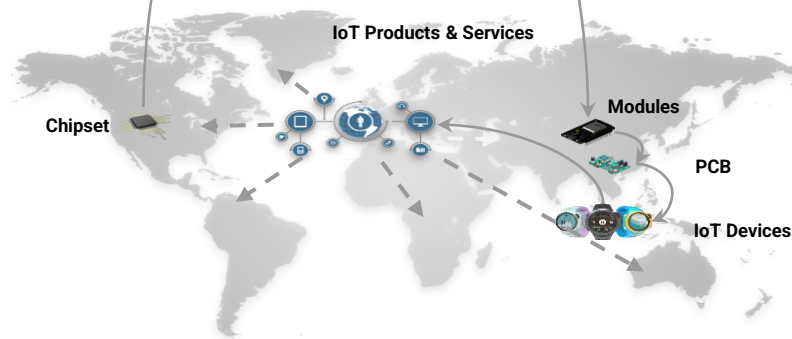 IoT Products & Services
Modules
Chipset
PCB
IoT Devices